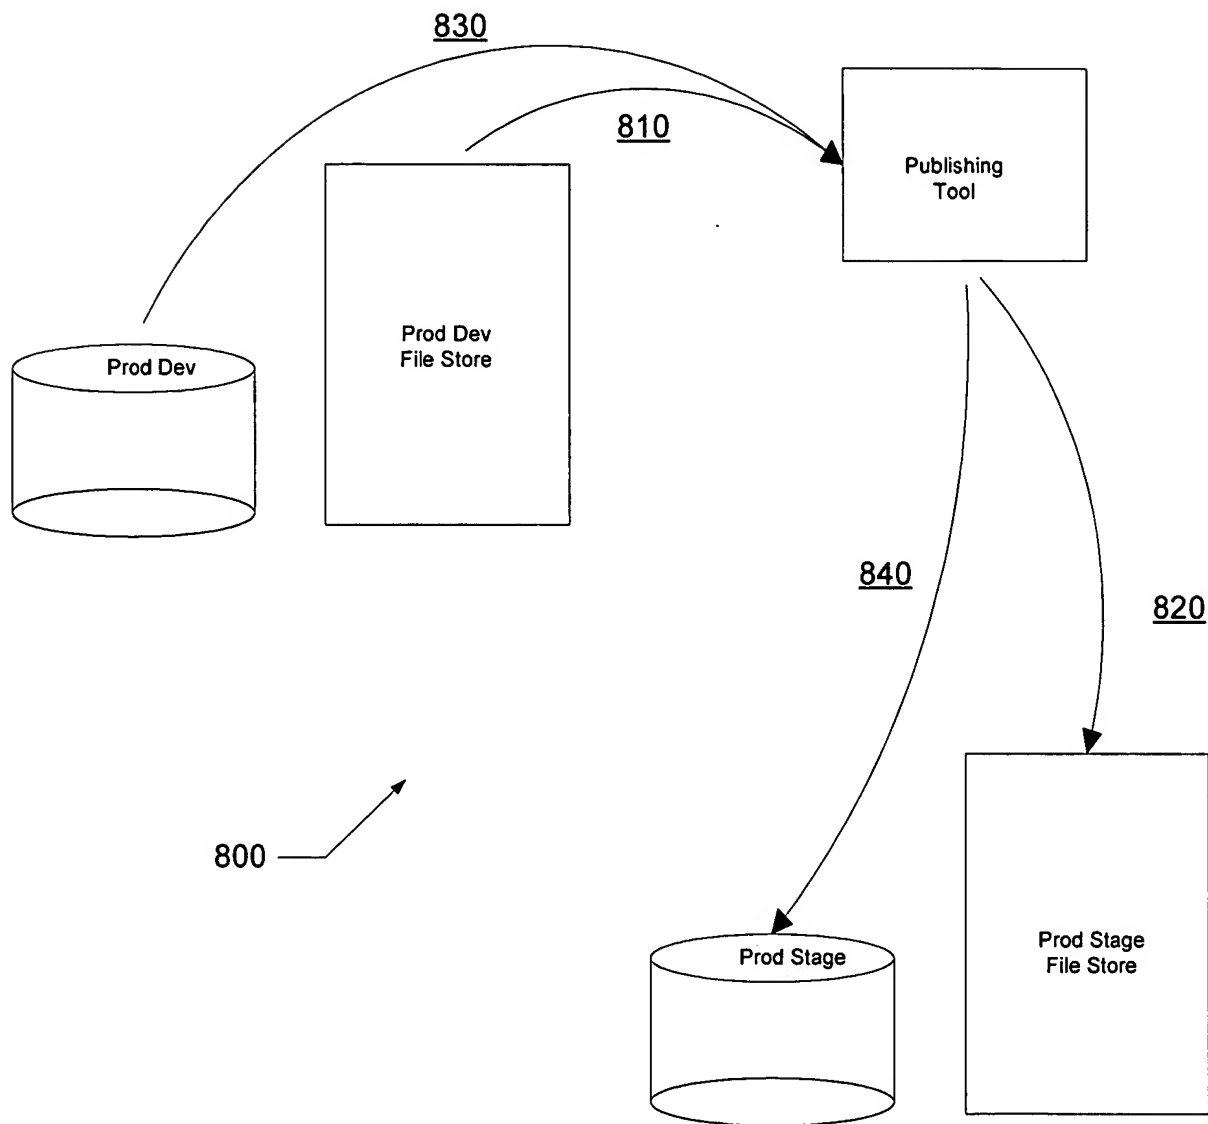 830
810
Publishing
Tool
Prod Dev
File Store
Prod Dev
840
820
800
Prod Stage
Prod Stage
File Store